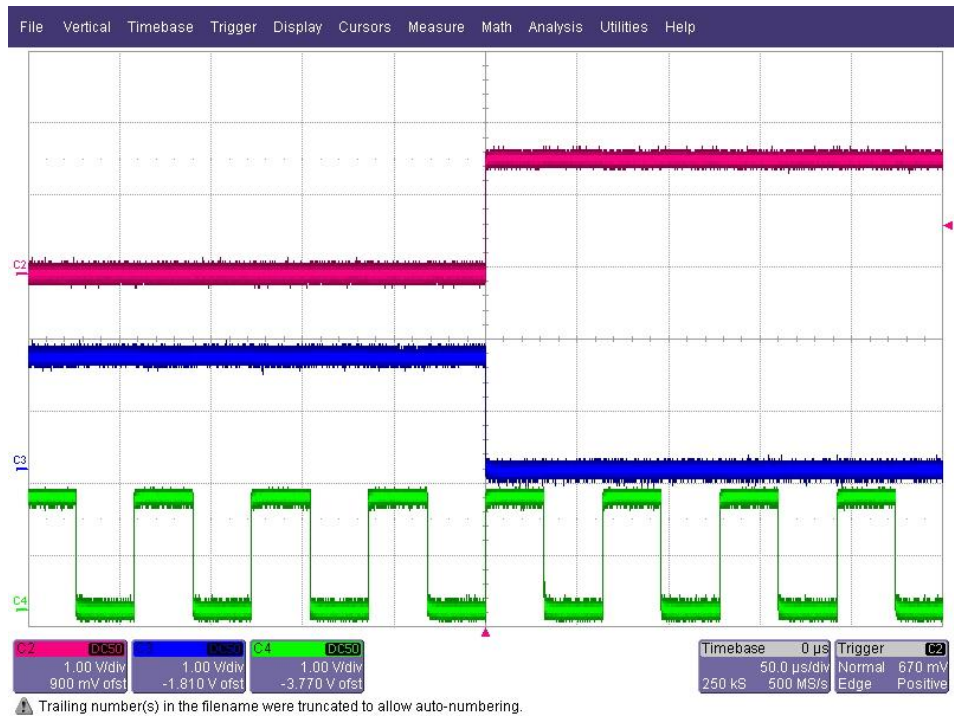 File Vertical Timebase Trigger Display Cursors Measure Math Analysis Utilities Help
C2
C3
C4
C2 DC50
1.00 V/div
900 mV ofst
C3 DC50
1.00 V/div
-1.810 V ofst
C4 DC50
1.00 V/div
-3.770 V ofst
Timebase 0 µs
50.0 µs/div
250 kS 500 MS/s
Trigger C2
Normal 670 mV
Edge Positive
Trailing number(s) in the filename were truncated to allow auto-numbering.